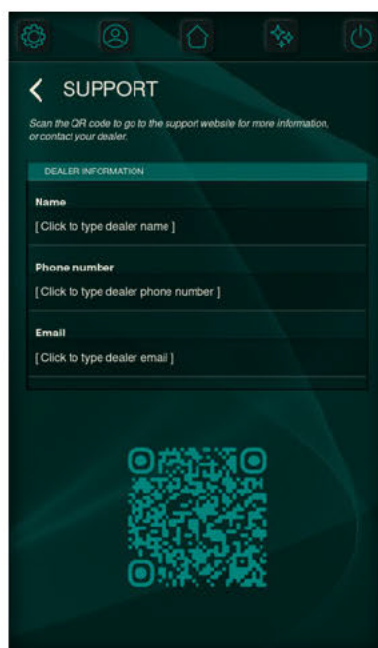 SUPPORT
Scan the QR code to go to the support website for more information,
or contact your dealer.
DEALER INFORMATION
Name
[ Click to type dealer name ]
Phone number
[ Click to type dealer phone number ]
Email
[ Click to type dealer email ]